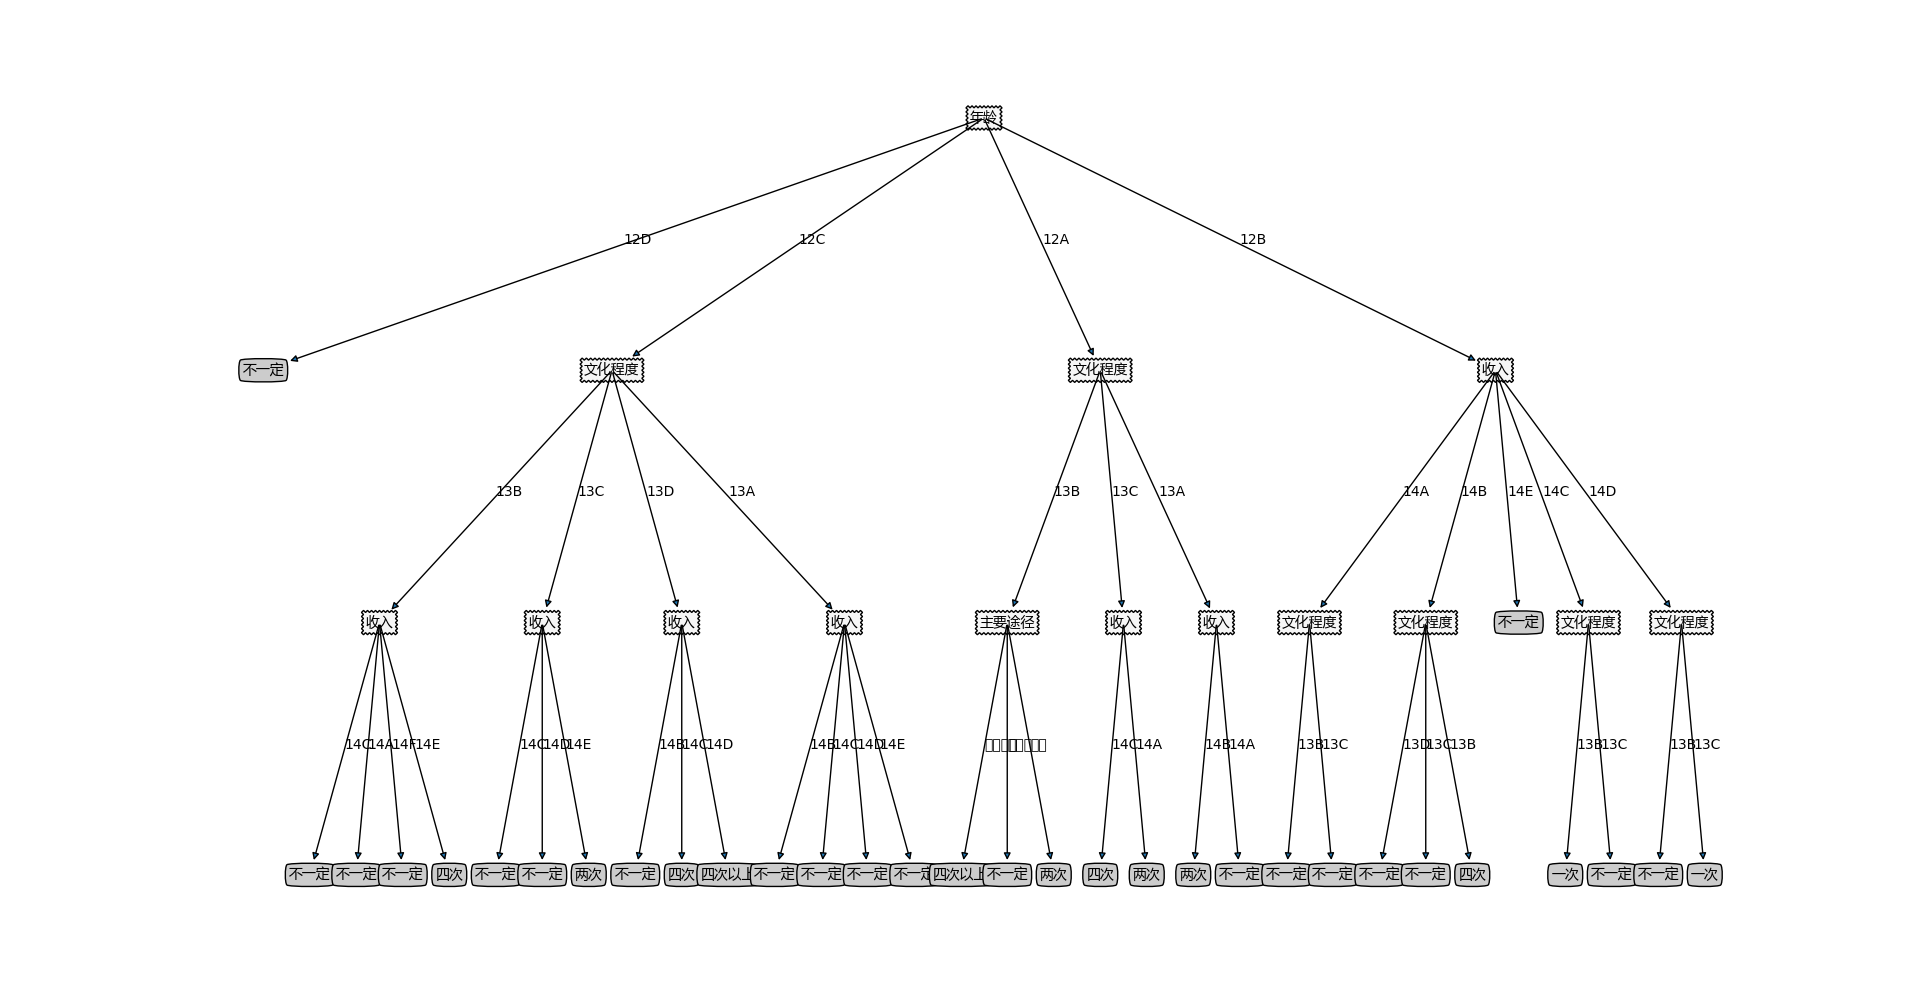 年龄
12D 12C 12A 12B
不一定 文化程度 文化程度 收入
13B 13C 13D 13A 13B 13C 13A 14A 14B 14E 14C 14D
收入 收入 收入 收入 主要途径 收入 收入 文化程度 文化程度 不一定 文化程度 文化程度
14C 14A 14F 14E 14C 14D 14E 14B 14C 14D 14B 14C 14D 14E 14C 14A 14B 14A 13B 13C 13D 13C 13B 13B 13C 13B 13C
不一定 不一定 不一定 四次 不一定 不一定 两次 不一定 四次 四次以上 不一定 不一定 不一定 不一定 四次以上 不一定 两次 四次 两次 两次 不一定 不一定 不一定 不一定 不一定 四次 一次 不一定 不一定 一次